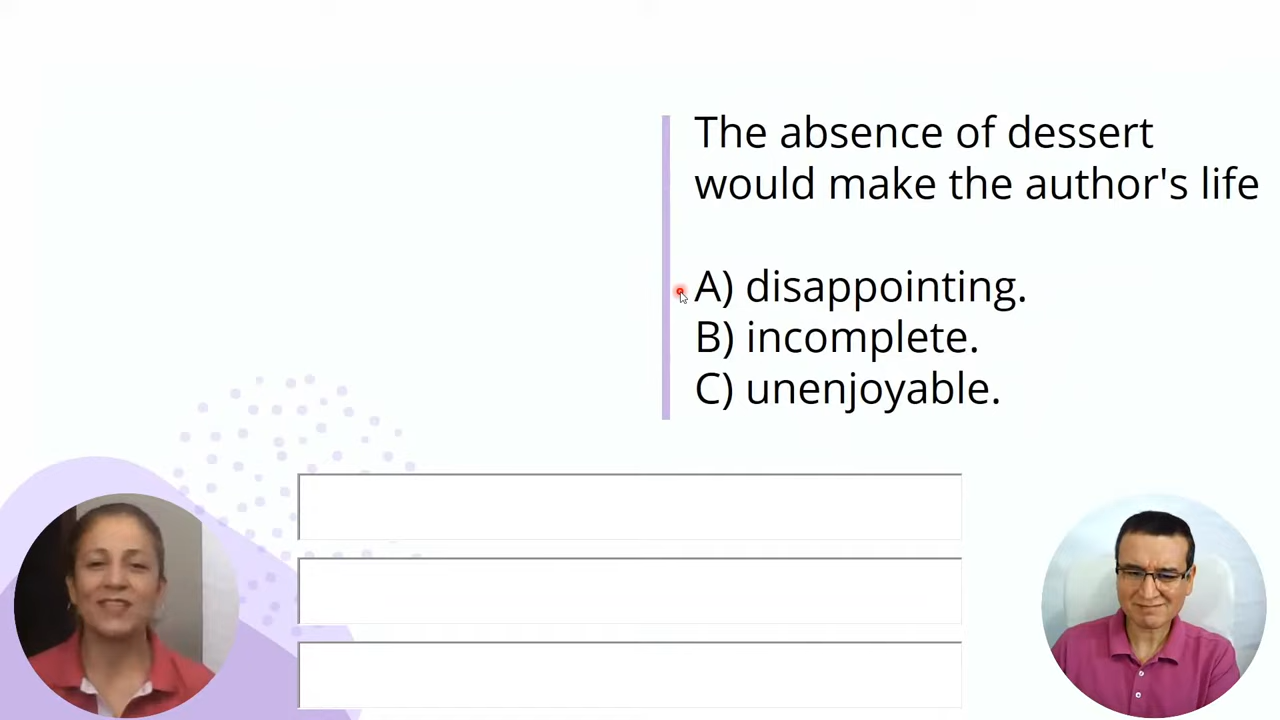 The absence of dessert
would make the author's life
A) disappointing.
B) incomplete.
C) unenjoyable.